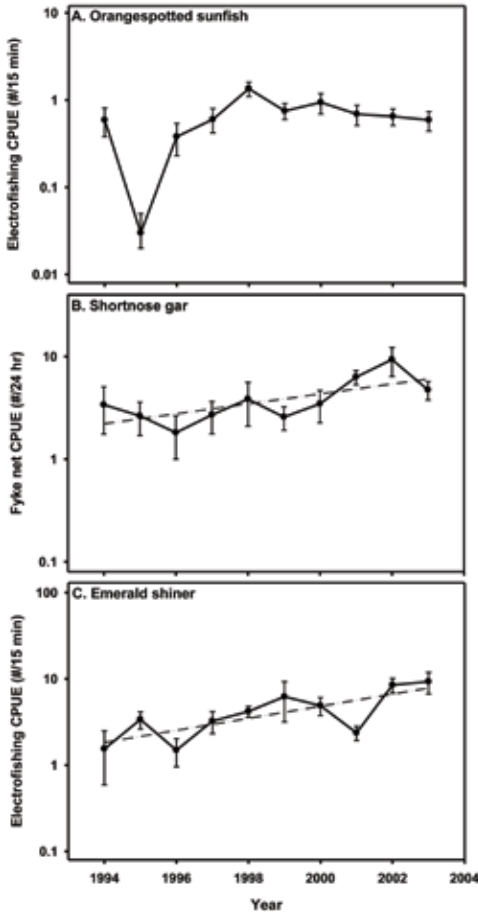 A. Orangespotted sunfish
Electrofishing CPUE (#/15 min)
10
1
0.1
0.01
B. Shortnose gar
Fyke net CPUE (#/24 hr)
10
1
0.1
C. Emerald shiner
Electrofishing CPUE (#/15 min)
100
10
1
0.1
1994 1996 1998 2000 2002 2004
Year